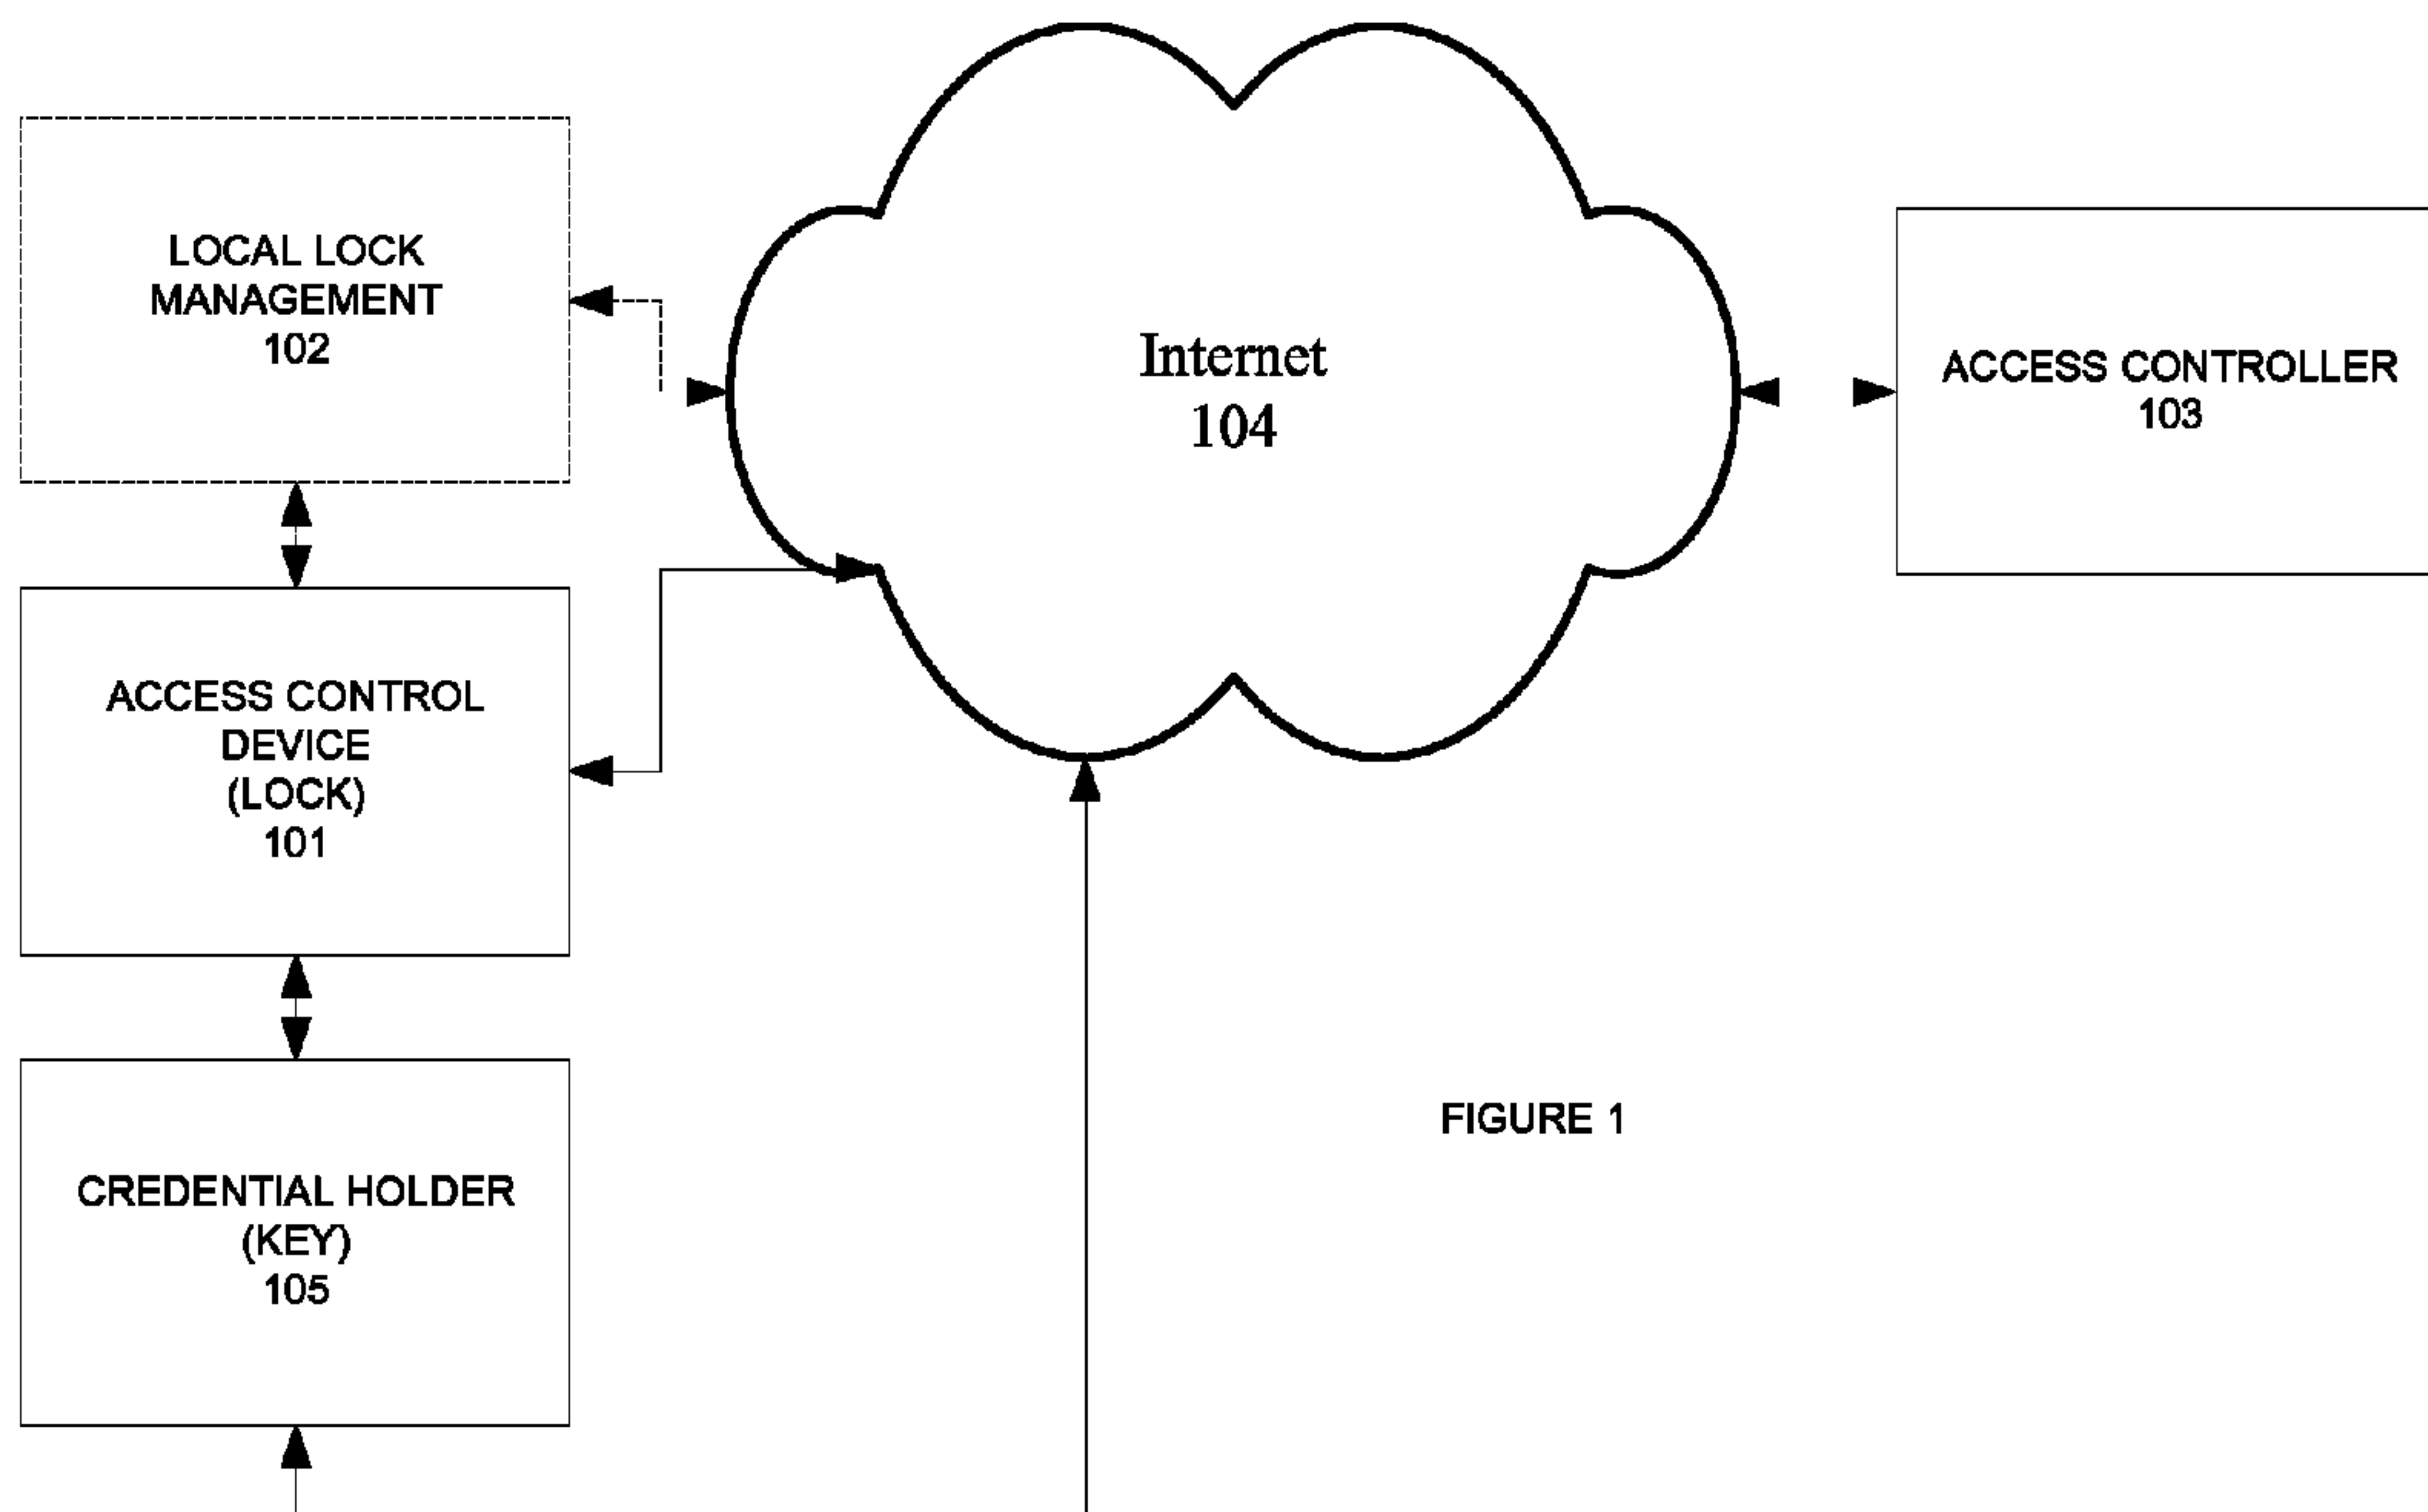 LOCAL LOCK
MANAGEMENT
102
Internet
104
ACCESS CONTROLLER
103
ACCESS CONTROL
DEVICE
(LOCK)
101
CREDENTIAL HOLDER
(KEY)
105
FIGURE 1